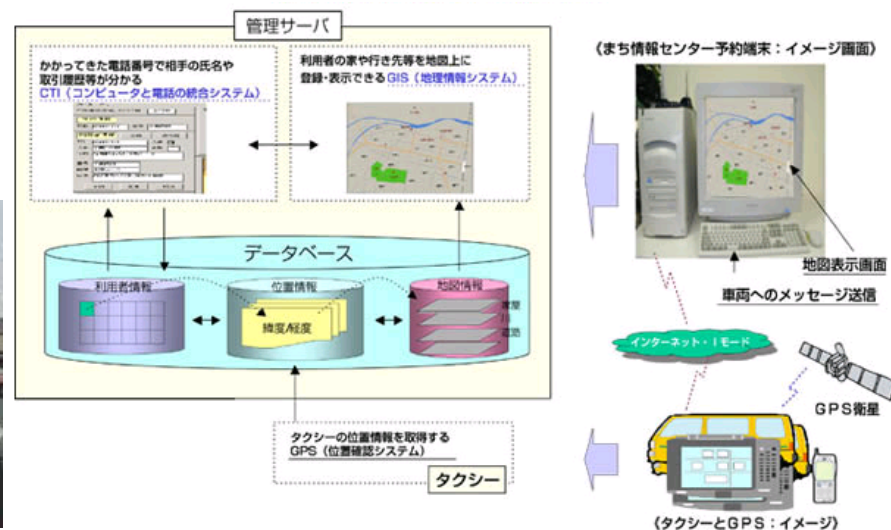 管理サーバ
かかってきた電話番号で相手の氏名や
取引履歴等が分かる
CTI（コンピュータと電話の統合システム）
利用者の家や行き先等を地図上に
登録・表示できるGIS（地理情報システム）
データベース
利用者情報
位置情報
地図情報
緯度/経度
家屋
川
道路
タクシーの位置情報を取得する
GPS（位置確認システム）
タクシー
《まち情報センター予約端末：イメージ画面》
地図表示画面
車両へのメッセージ送信
インターネット・iモード
GPS衛星
《タクシーとGPS：イメージ》